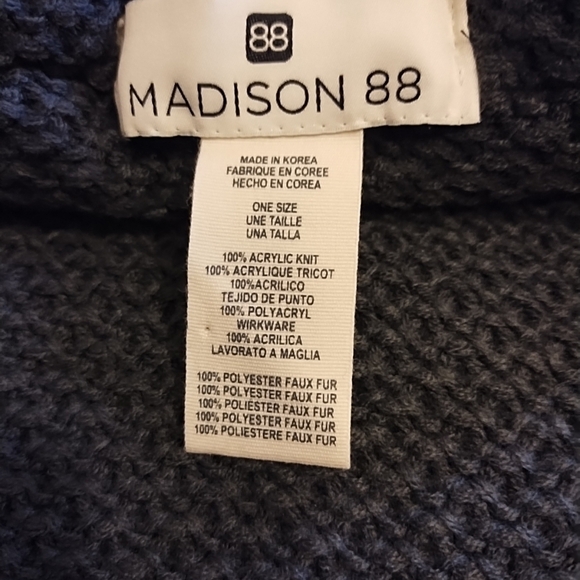 88
MADISON 88
MADE IN KOREA
FABRIQUE EN COREE
HECHO EN COREA
ONE SIZE
UNE TAILLE
UNA TALLA
100% ACRYLIC KNIT
100% ACRYLIQUE TRICOT
100%ACRILICO
TEJIDO DE PUNTO
100% POLYACRYL
WIRKWARE
100% ACRILICA
LAVORATO A MAGLIA
100% POLYESTER FAUX FUR
100% POLYESTER FAUX FUR
100% POLIÉSTER FAUX FUR
100% POLYESTER FAUX FUR
100% POLIESTERE FAUX FUR